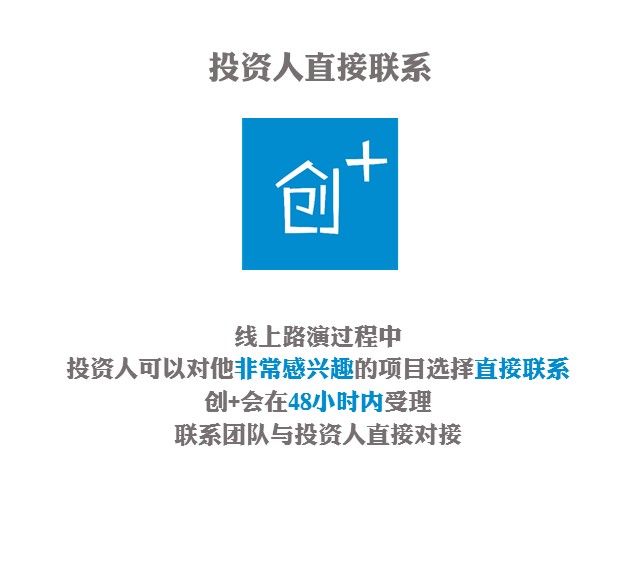 投资人直接联系
创+
线上路演过程中
投资人可以对他非常感兴趣的项目选择直接联系
创+会在48小时内受理
联系团队与投资人直接对接